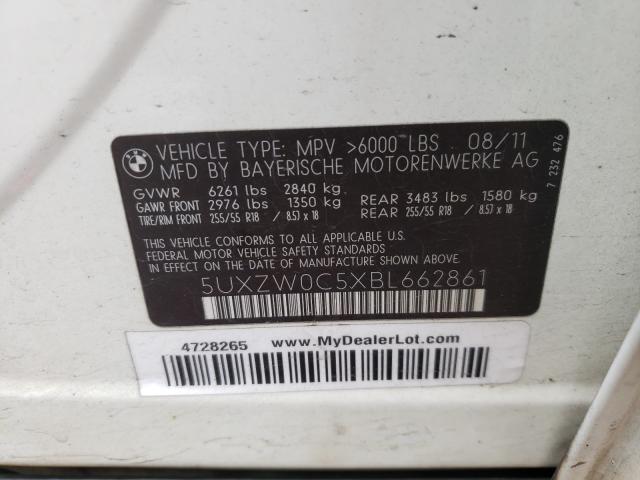 VEHICLE TYPE: MPV >6000 LBS 08/11
MFD BY BAYERISCHE MOTORENWERKE AG
7 232 476
GVWR 6261 lbs 2840 kg
GAWR FRONT 2976 lbs 1350 kg REAR 3483 lbs 1580 kg
TIRE/RIM FRONT 255/55 R18 / 8.5J x 18 REAR 255/55 R18 / 8.5J x 18
THIS VEHICLE CONFORMS TO ALL APPLICABLE U.S.
FEDERAL MOTOR VEHICLE SAFETY STANDARDS
IN EFFECT ON THE DATE OF MANUFACTURE SHOWN ABOVE.
5UXZW0C5XBL662861
4728265 www.MyDealerLot.com